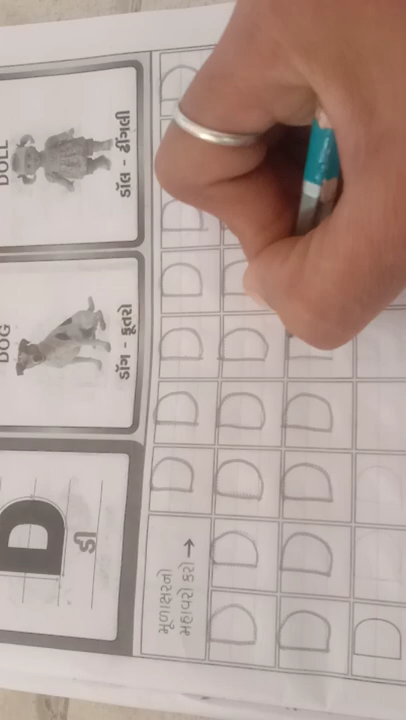 D
ડી
DOG
ડૉગ - કૂતરો
DOLL
ડૉલ - ઢીંગલી
મૂળાક્ષરનો
મહાવરો કરો →
D D D D D D
D D D D D
D D D D
D